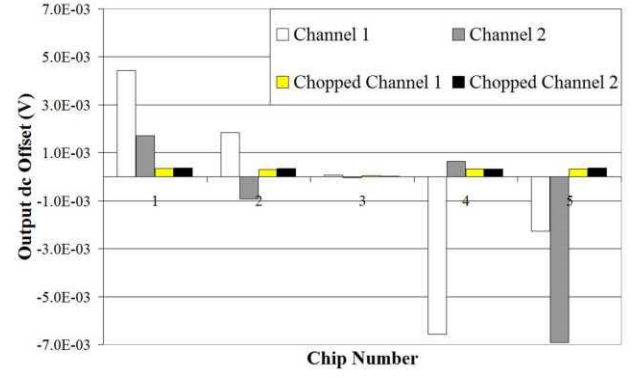 7.0E-03
5.0E-03
3.0E-03
1.0E-03
-1.0E-03
-3.0E-03
-5.0E-03
-7.0E-03
Output dc Offset (V)
Channel 1
Channel 2
Chopped Channel 1
Chopped Channel 2
1
2
3
4
5
Chip Number